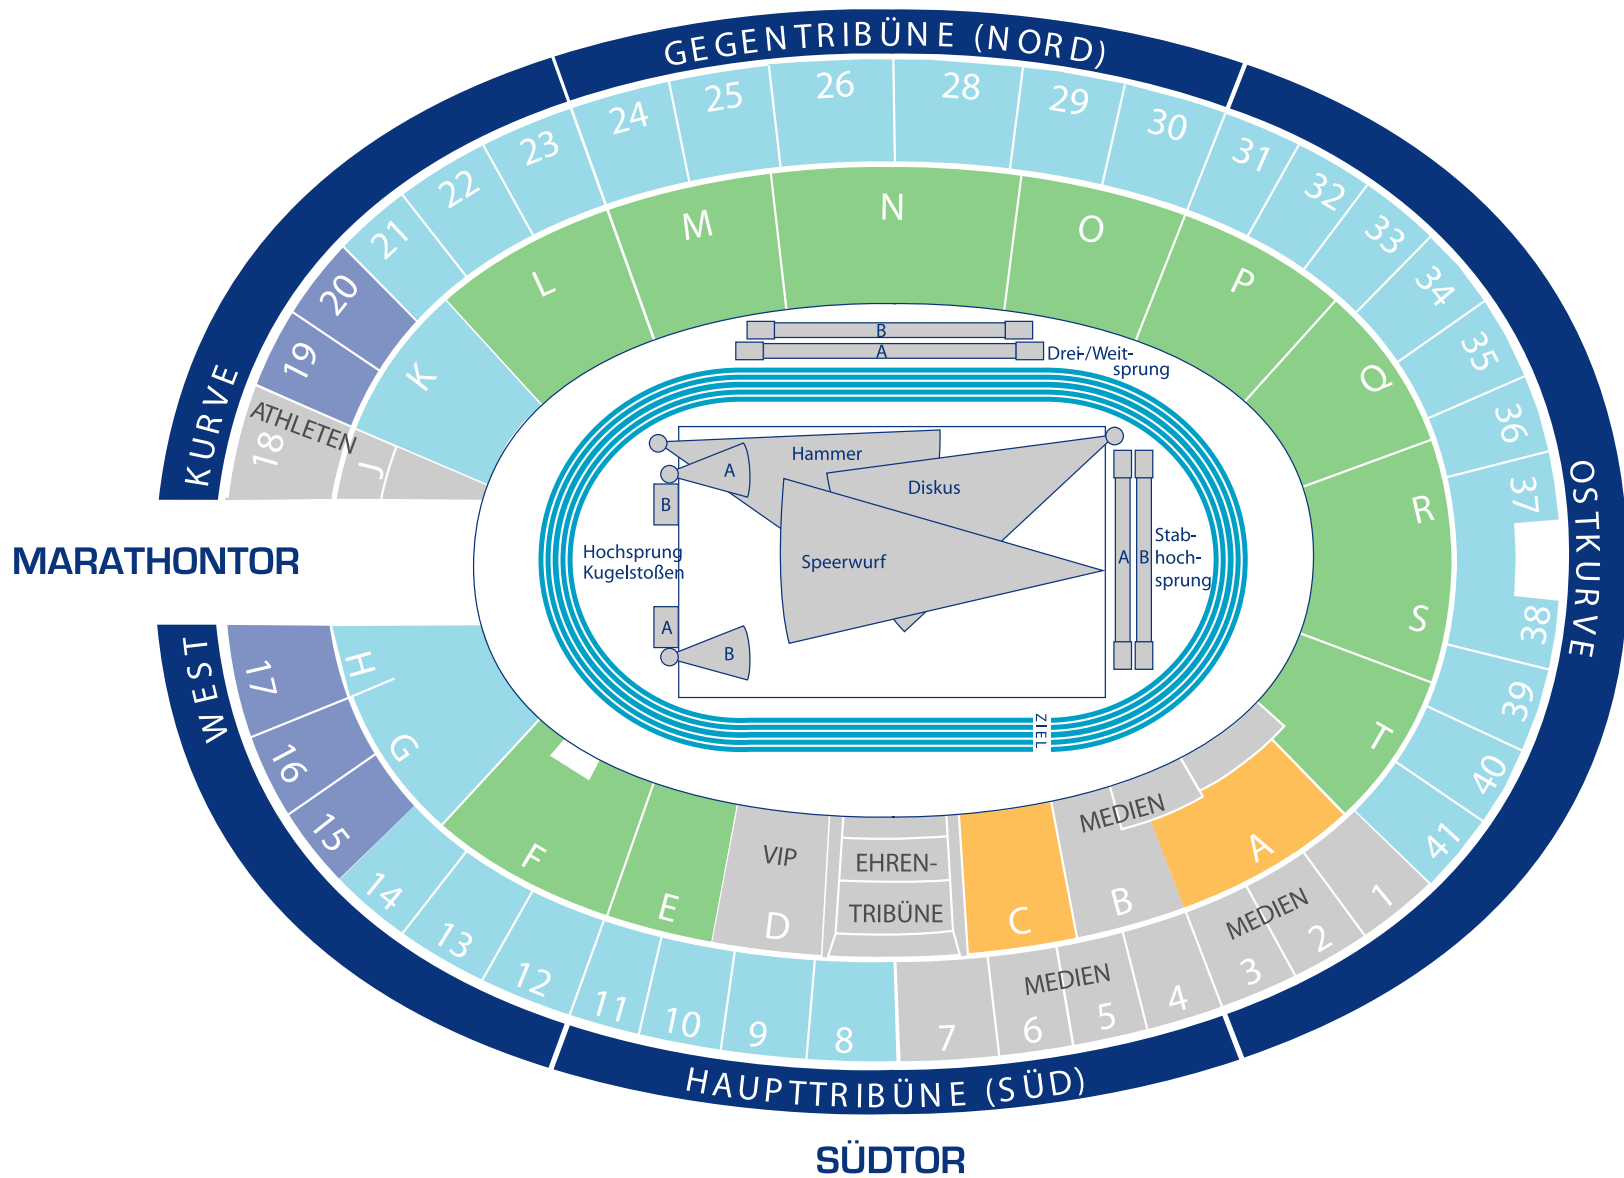 GEGENTRIBÜNE (NORD)
KURVE
WEST
OSTKURVE
HAUPTTRIBÜNE (SÜD)
MARATHONTOR
SÜDTOR
18
19
20
21
22
23
24
25
26
28
29
30
31
32
33
34
35
36
37
38
39
40
41
1
2
3
4
5
6
7
8
9
10
11
12
13
14
15
16
17
ATHLETEN
MEDIEN
MEDIEN
MEDIEN
J
K
L
M
N
O
P
Q
R
S
T
A
B
C
EHREN-
TRIBÜNE
VIP
D
E
F
G
H
B
A
Drei-/Weit-
sprung
Hammer
Diskus
Speerwurf
A
B
Hochsprung
Kugelstoßen
A
B
A
B
Stab-
hoch-
sprung
ZIEL